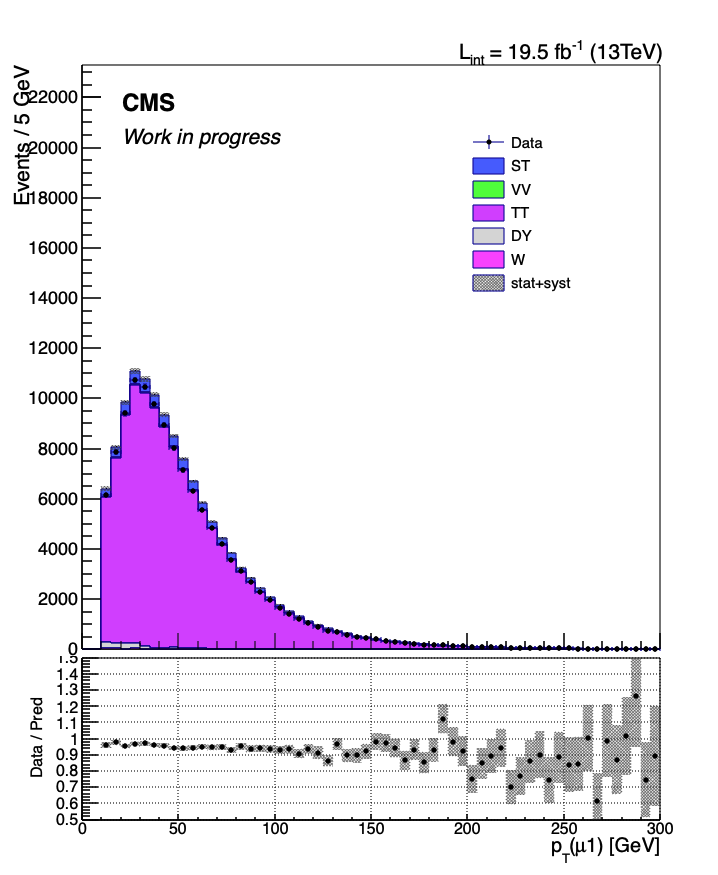 L_int = 19.5 fb^-1 (13TeV)
Events / 5 GeV
CMS
Work in progress
22000
20000
18000
16000
14000
12000
10000
8000
6000
4000
2000
0
Data
ST
VV
TT
DY
W
stat+syst
Data / Pred
1.5
1.4
1.3
1.2
1.1
1
0.9
0.8
0.7
0.6
0.5
0 50 100 150 200 250 300
p_T(μ1) [GeV]